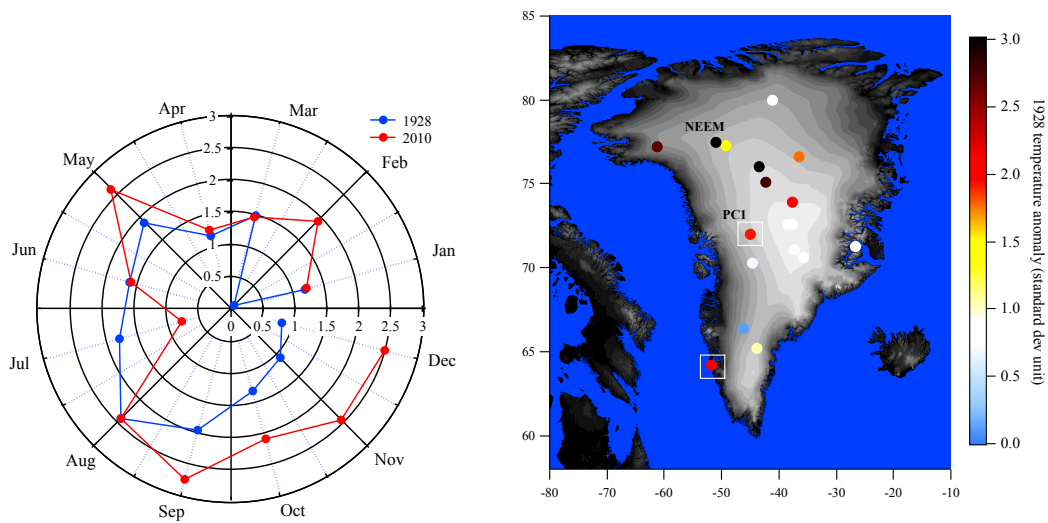 Apr
Mar
May
Feb
Jun
Jan
Jul
Dec
Aug
Nov
Sep
Oct
3
2.5
2
1.5
1
0.5
0
0 0.5 1 1.5 2 2.5 3
1928
2010
85
80
75
70
65
60
-80 -70 -60 -50 -40 -30 -20 -10
NEEM
PC1
3.0
2.5
2.0
1.5
1.0
0.5
0.0
1928 temperature anomaly (standard dev unit)